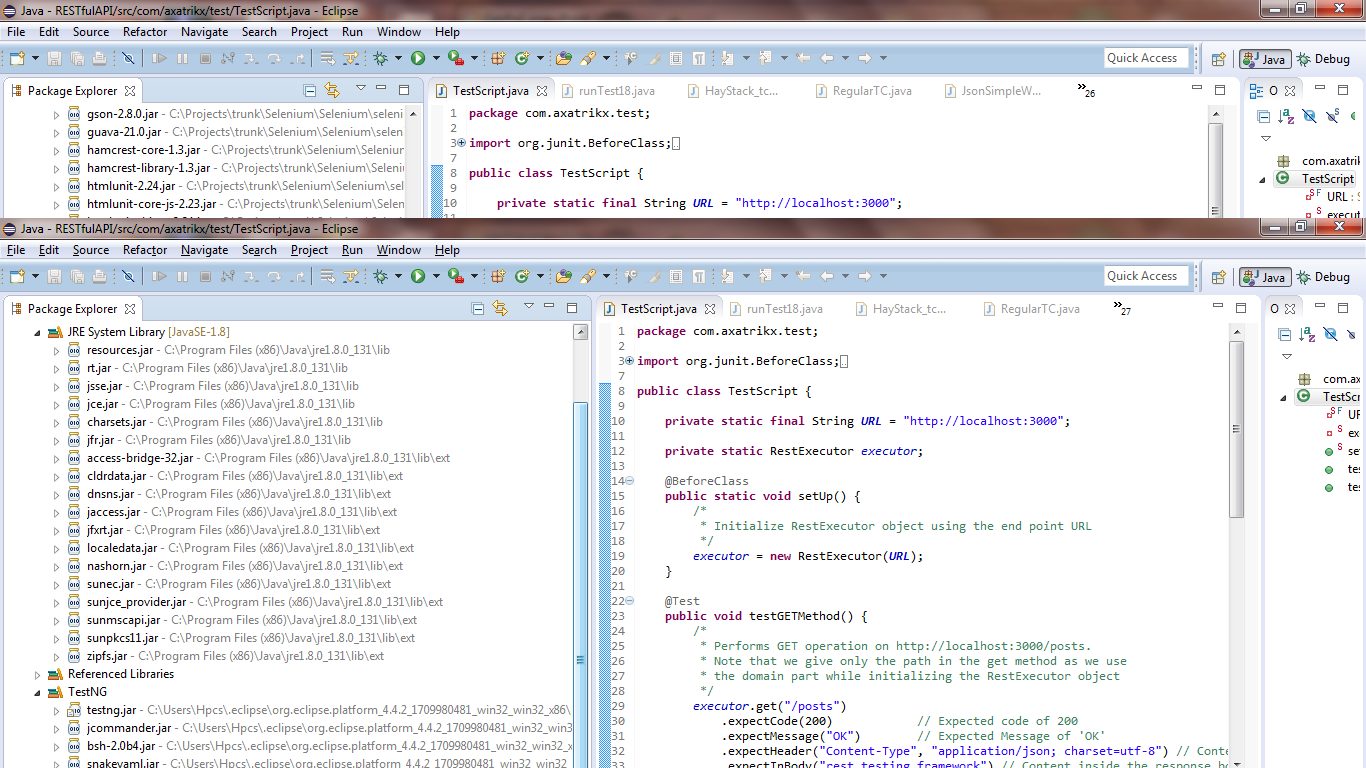 Java - RESTfulAPI/src/com/axatrikx/test/TestScript.java - Eclipse
File Edit Source Refactor Navigate Search Project Run Window Help
Quick Access Java Debug
Package Explorer
gson-2.8.0.jar - C:\Projects\trunk\Selenium\Selenium\seleni
guava-21.0.jar - C:\Projects\trunk\Selenium\Selenium\selen
hamcrest-core-1.3.jar - C:\Projects\trunk\Selenium\Selenium
hamcrest-library-1.3.jar - C:\Projects\trunk\Selenium\Seleni
htmlunit-2.24.jar - C:\Projects\trunk\Selenium\Selenium\sel
htmlunit-core-js-2.23.jar - C:\Projects\trunk\Selenium\Selen
TestScript.java runTest18.java HayStack_tc... RegularTC.java JsonSimpleW... »26
1 package com.axatrikx.test;
2
3 import org.junit.BeforeClass;
7
8 public class TestScript {
9
10 private static final String URL = "http://localhost:3000";
O
com.axatrik
TestScript
URL : S
execut
Java - RESTfulAPI/src/com/axatrikx/test/TestScript.java - Eclipse
File Edit Source Refactor Navigate Search Project Run Window Help
Quick Access Java Debug
Package Explorer
JRE System Library [JavaSE-1.8]
resources.jar - C:\Program Files (x86)\Java\jre1.8.0_131\lib
rt.jar - C:\Program Files (x86)\Java\jre1.8.0_131\lib
jsse.jar - C:\Program Files (x86)\Java\jre1.8.0_131\lib
jce.jar - C:\Program Files (x86)\Java\jre1.8.0_131\lib
charsets.jar - C:\Program Files (x86)\Java\jre1.8.0_131\lib
jfr.jar - C:\Program Files (x86)\Java\jre1.8.0_131\lib
access-bridge-32.jar - C:\Program Files (x86)\Java\jre1.8.0_131\lib\ext
cldrdata.jar - C:\Program Files (x86)\Java\jre1.8.0_131\lib\ext
dnsns.jar - C:\Program Files (x86)\Java\jre1.8.0_131\lib\ext
jaccess.jar - C:\Program Files (x86)\Java\jre1.8.0_131\lib\ext
jfxrt.jar - C:\Program Files (x86)\Java\jre1.8.0_131\lib\ext
localedata.jar - C:\Program Files (x86)\Java\jre1.8.0_131\lib\ext
nashorn.jar - C:\Program Files (x86)\Java\jre1.8.0_131\lib\ext
sunec.jar - C:\Program Files (x86)\Java\jre1.8.0_131\lib\ext
sunjce_provider.jar - C:\Program Files (x86)\Java\jre1.8.0_131\lib\ext
sunmscapi.jar - C:\Program Files (x86)\Java\jre1.8.0_131\lib\ext
sunpkcs11.jar - C:\Program Files (x86)\Java\jre1.8.0_131\lib\ext
zipfs.jar - C:\Program Files (x86)\Java\jre1.8.0_131\lib\ext
Referenced Libraries
TestNG
testng.jar - C:\Users\Hpcs\.eclipse\org.eclipse.platform_4.4.2_1709980481_win32_win32_x86\
jcommander.jar - C:\Users\Hpcs\.eclipse\org.eclipse.platform_4.4.2_1709980481_win32_win3
bsh-2.0b4.jar - C:\Users\Hpcs\.eclipse\org.eclipse.platform_4.4.2_1709980481_win32_win32_x
snakeyaml.jar - C:\Users\Hpcs\.eclipse\org.eclipse.platform_4.4.2_1709980481_win32_win32_
TestScript.java runTest18.java HayStack_tc... RegularTC.java »27
1 package com.axatrikx.test;
2
3 import org.junit.BeforeClass;
7
8 public class TestScript {
9
10 private static final String URL = "http://localhost:3000";
11
12 private static RestExecutor executor;
13
14 @BeforeClass
15 public static void setUp() {
16 /*
17 * Initialize RestExecutor object using the end point URL
18 */
19 executor = new RestExecutor(URL);
20 }
21
22 @Test
23 public void testGETMethod() {
24 /*
25 * Performs GET operation on http://localhost:3000/posts.
26 * Note that we give only the path in the get method as we use
27 * the domain part while initializing the RestExecutor object
28 */
29 executor.get("/posts")
30 .expectCode(200) // Expected code of 200
31 .expectMessage("OK") // Expected Message of 'OK'
32 .expectHeader("Content-Type", "application/json; charset=utf-8") // Conte
33 .expectInBody("rest testing framework") // Content inside the response bo
O
com.ax
TestScr
UR
exe
set
tes
tes